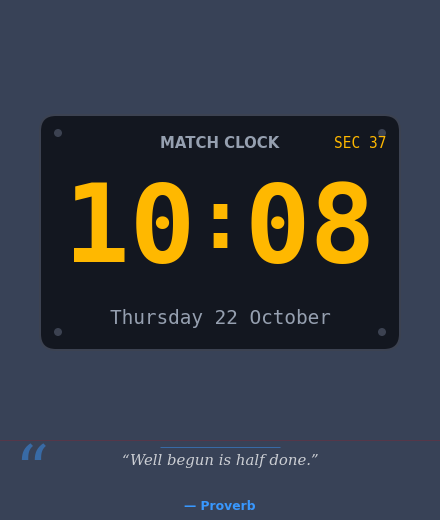 MATCH CLOCK SEC 37
10:08
Thursday 22 October
“Well begun is half done.”
— Proverb